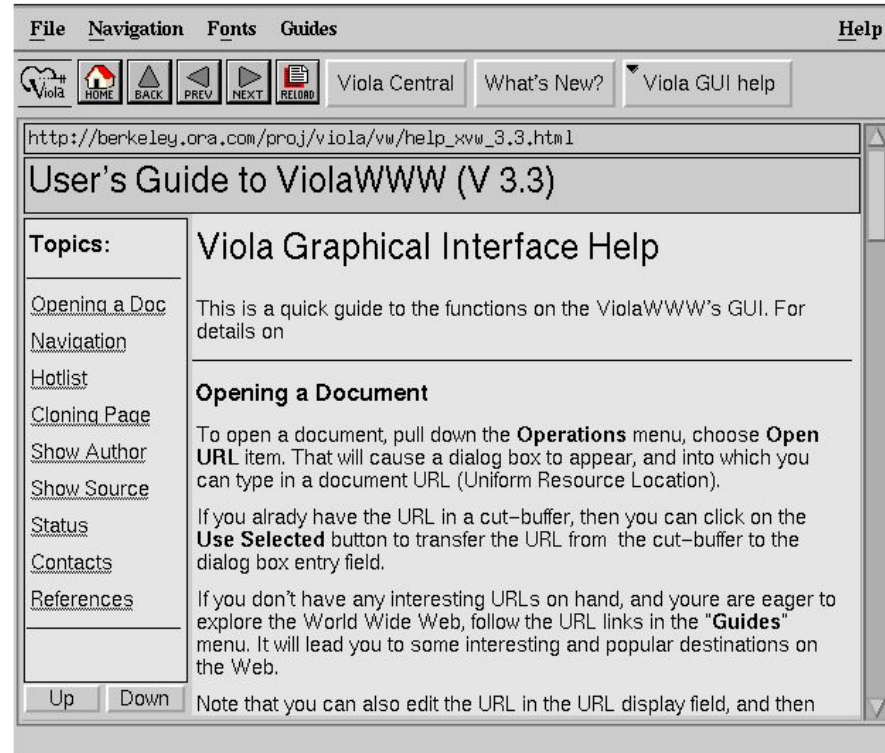 File Navigation Fonts Guides Help
Viola HOME BACK PREV NEXT RELOAD Viola Central What's New? Viola GUI help
http://berkeley.ora.com/proj/viola/vw/help_xvw_3.3.html
User's Guide to ViolaWWW (V 3.3)
Topics:
Opening a Doc
Navigation
Hotlist
Cloning Page
Show Author
Show Source
Status
Contacts
References
Up Down
Viola Graphical Interface Help
This is a quick guide to the functions on the ViolaWWW's GUI. For
details on
Opening a Document
To open a document, pull down the Operations menu, choose Open
URL item. That will cause a dialog box to appear, and into which you
can type in a document URL (Uniform Resource Location).
If you alrady have the URL in a cut-buffer, then you can click on the
Use Selected button to transfer the URL from the cut-buffer to the
dialog box entry field.
If you don't have any interesting URLs on hand, and youre are eager to
explore the World Wide Web, follow the URL links in the "Guides"
menu. It will lead you to some interesting and popular destinations on
the Web.
Note that you can also edit the URL in the URL display field, and then